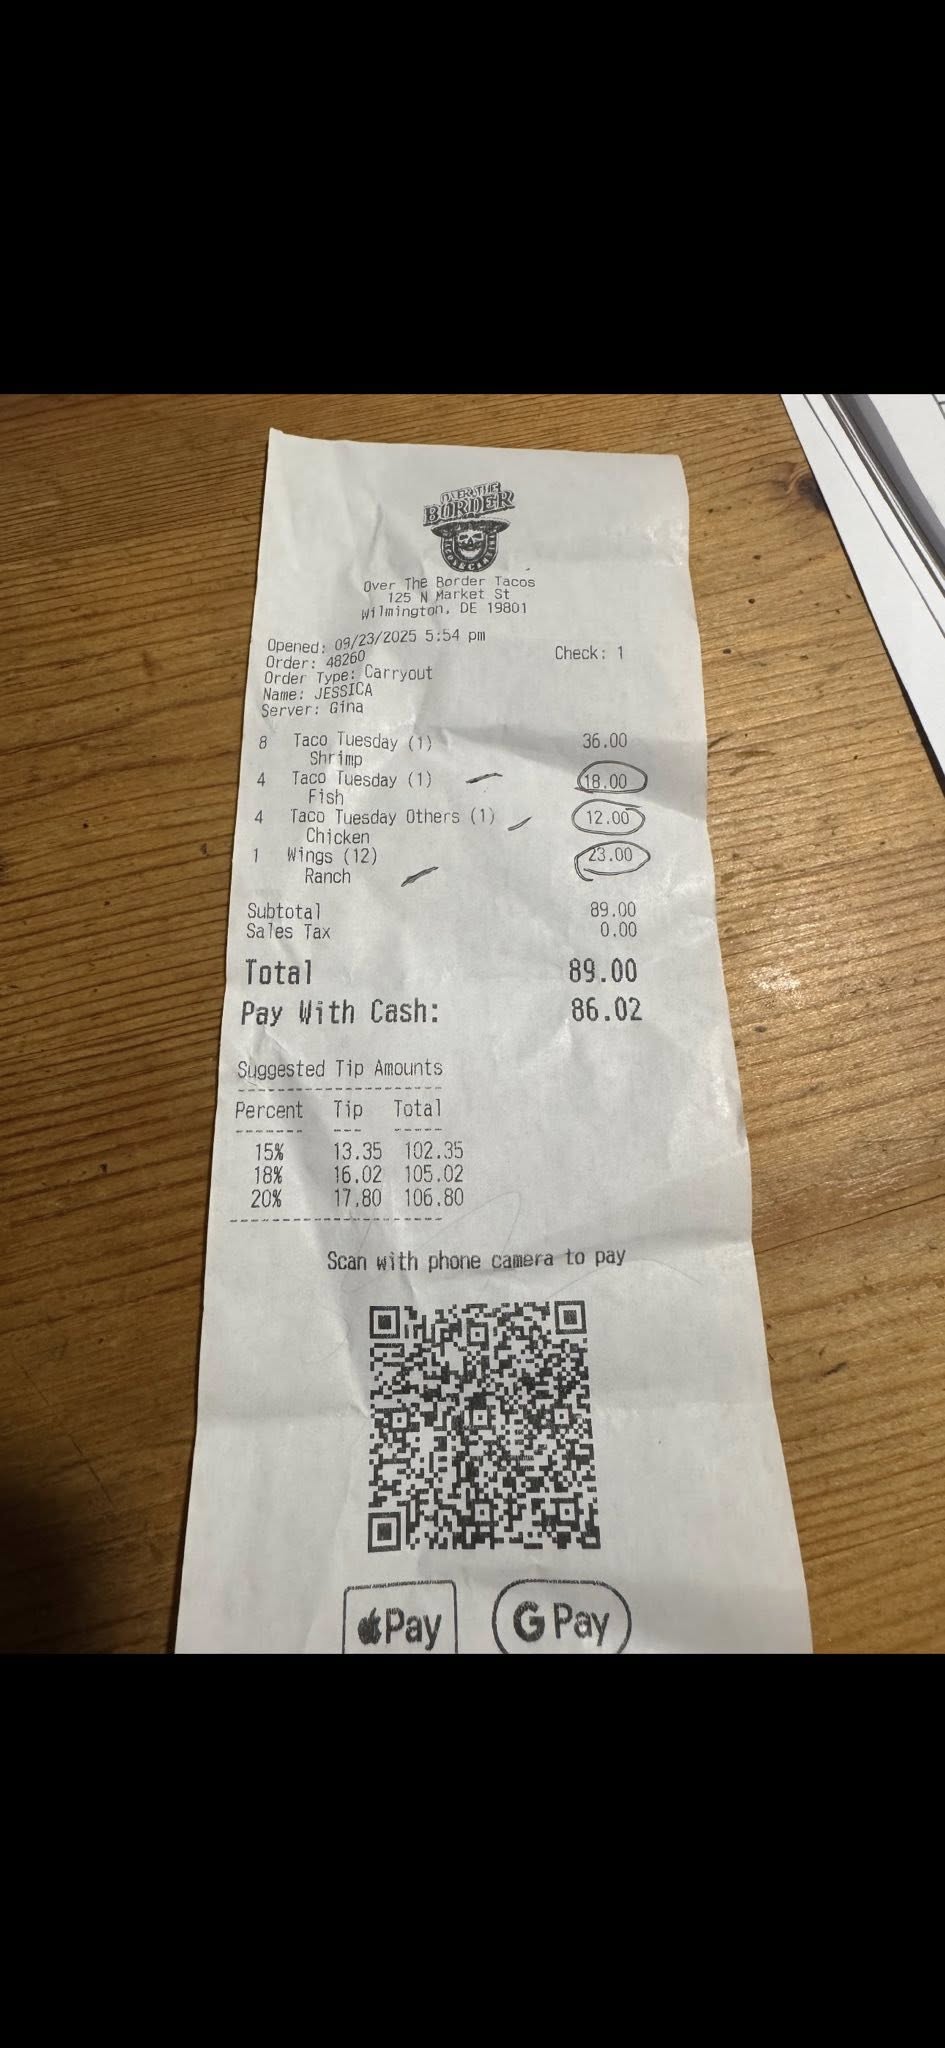 OVER THE
BORDER
Over The Border Tacos
125 N Market St
Wilmington, DE 19801
Opened: 09/23/2025 5:54 pm
Order: 48260 Check: 1
Order Type: Carryout
Name: JESSICA
Server: Gina
8 Taco Tuesday (1) 36.00
Shrimp
4 Taco Tuesday (1) 18.00
Fish
4 Taco Tuesday Others (1) 12.00
Chicken
1 Wings (12) 23.00
Ranch
Subtotal 89.00
Sales Tax 0.00
Total 89.00
Pay With Cash: 86.02
Suggested Tip Amounts
Percent Tip Total
15% 13.35 102.35
18% 16.02 105.02
20% 17.80 106.80
Scan with phone camera to pay
Pay G Pay